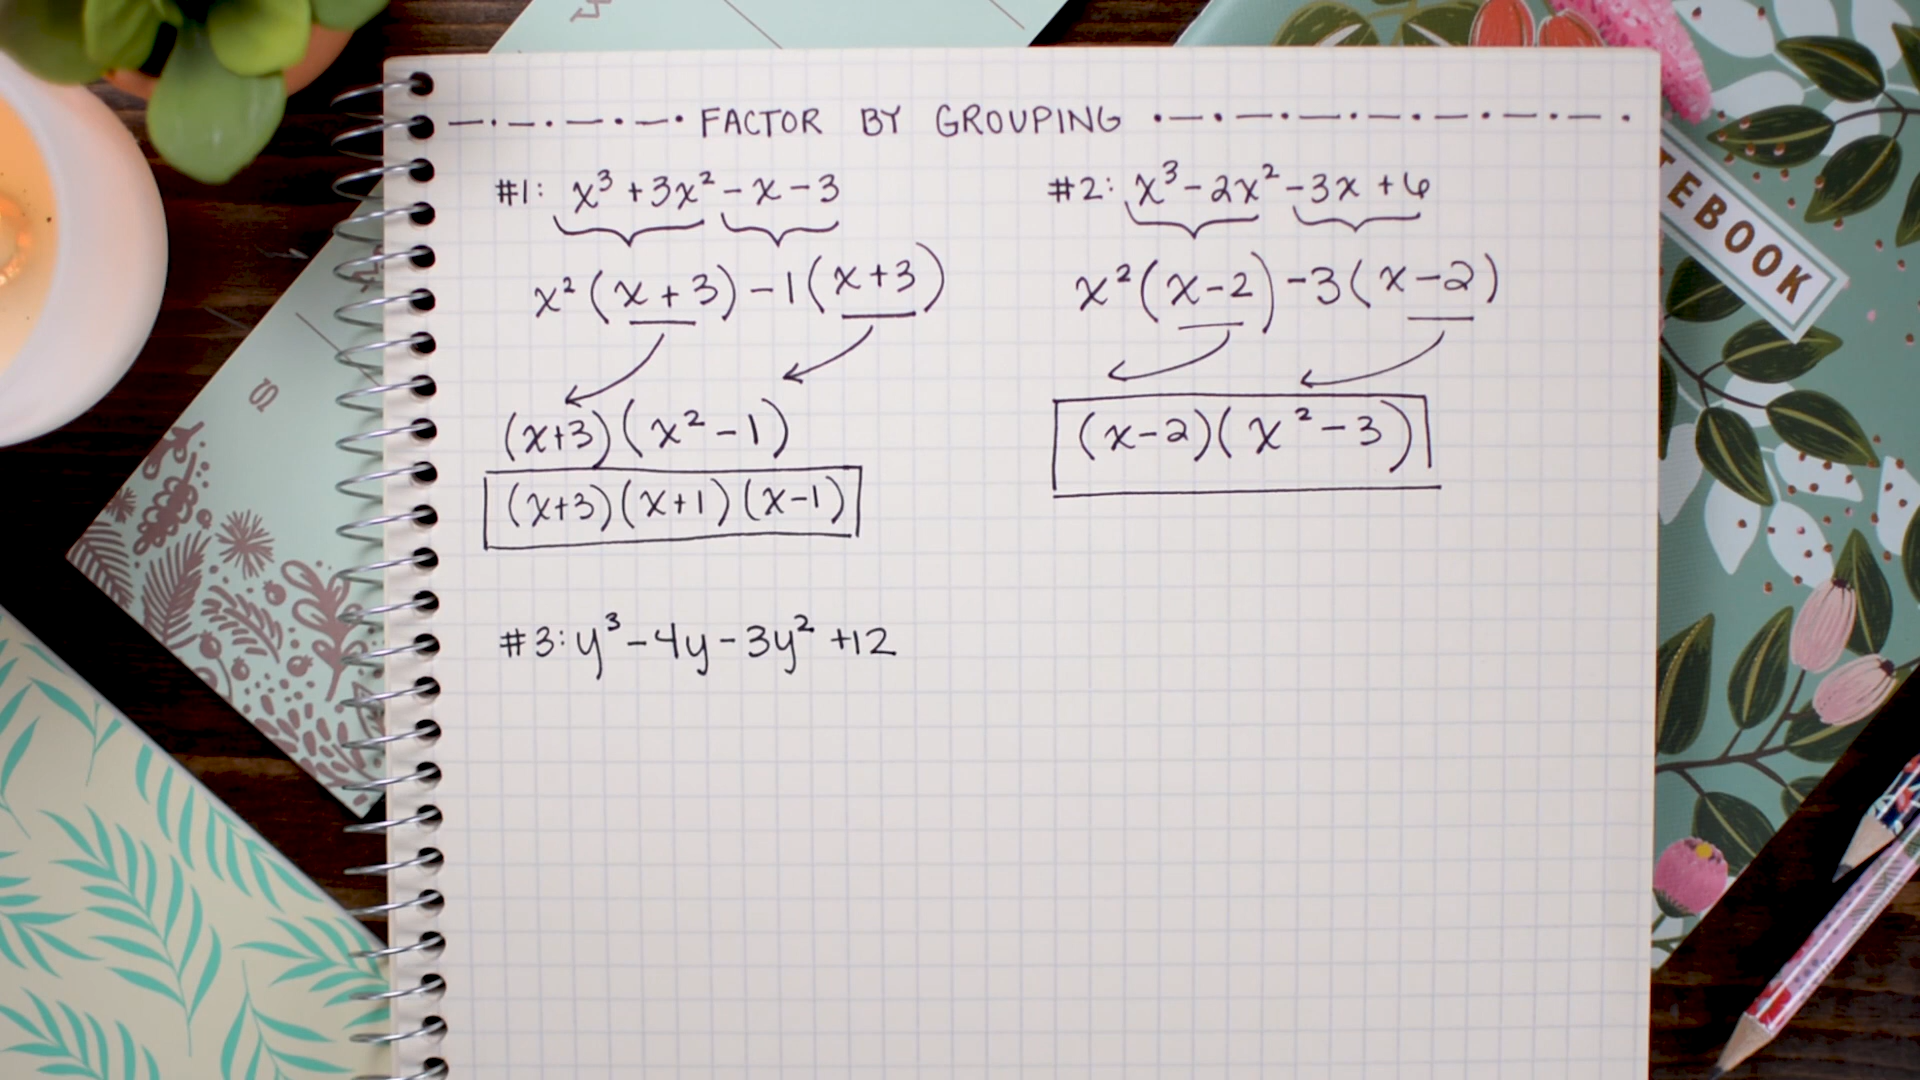 FACTOR BY GROUPING
#1: x³ + 3x² - x - 3
x² (x + 3) - 1 (x + 3)
(x+3) (x² - 1)
(x+3) (x+1) (x-1)
#2: x³ - 2x² - 3x + 6
x² (x - 2) - 3 (x - 2)
(x-2) (x² - 3)
#3: y³ - 4y - 3y² + 12
TEBOOK